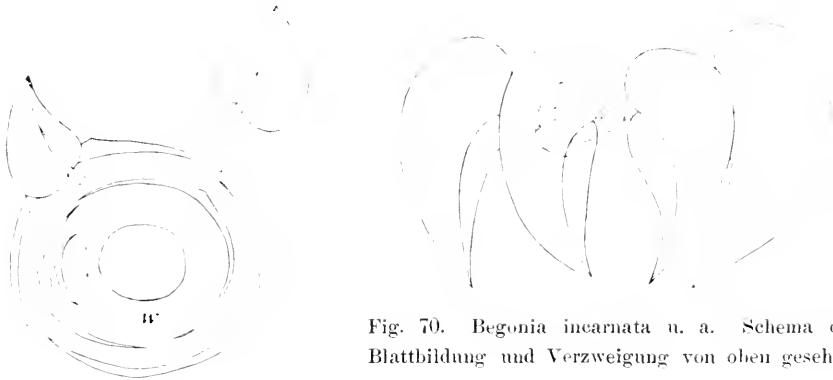 Fig. 70. Begonia incarnata u. a. Schema
Blattbildung und Verzweigung von oben